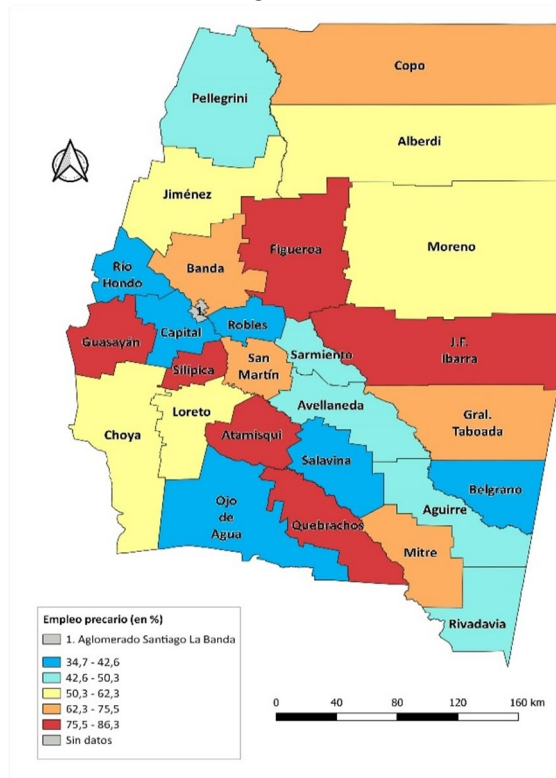 Copo
Pellegrini
Alberdi
Jiménez
Figueroa
Moreno
Banda
Río
Hondo
1
Capital
Robles
Guasayán
Sarmiento
J.F.
Ibarra
San
Martín
Silípica
Avellaneda
Loreto
Gral.
Taboada
Choya
Atamisqui
Salavina
Belgrano
Ojo
de
Agua
Aguirre
Quebrachos
Mitre
Rivadavia
Empleo precario (en %)
1. Aglomerado Santiago La Banda
34,7 - 42,6
42,6 - 50,3
50,3 - 62,3
62,3 - 75,5
75,5 - 86,3
Sin datos
0 40 80 120 160 km